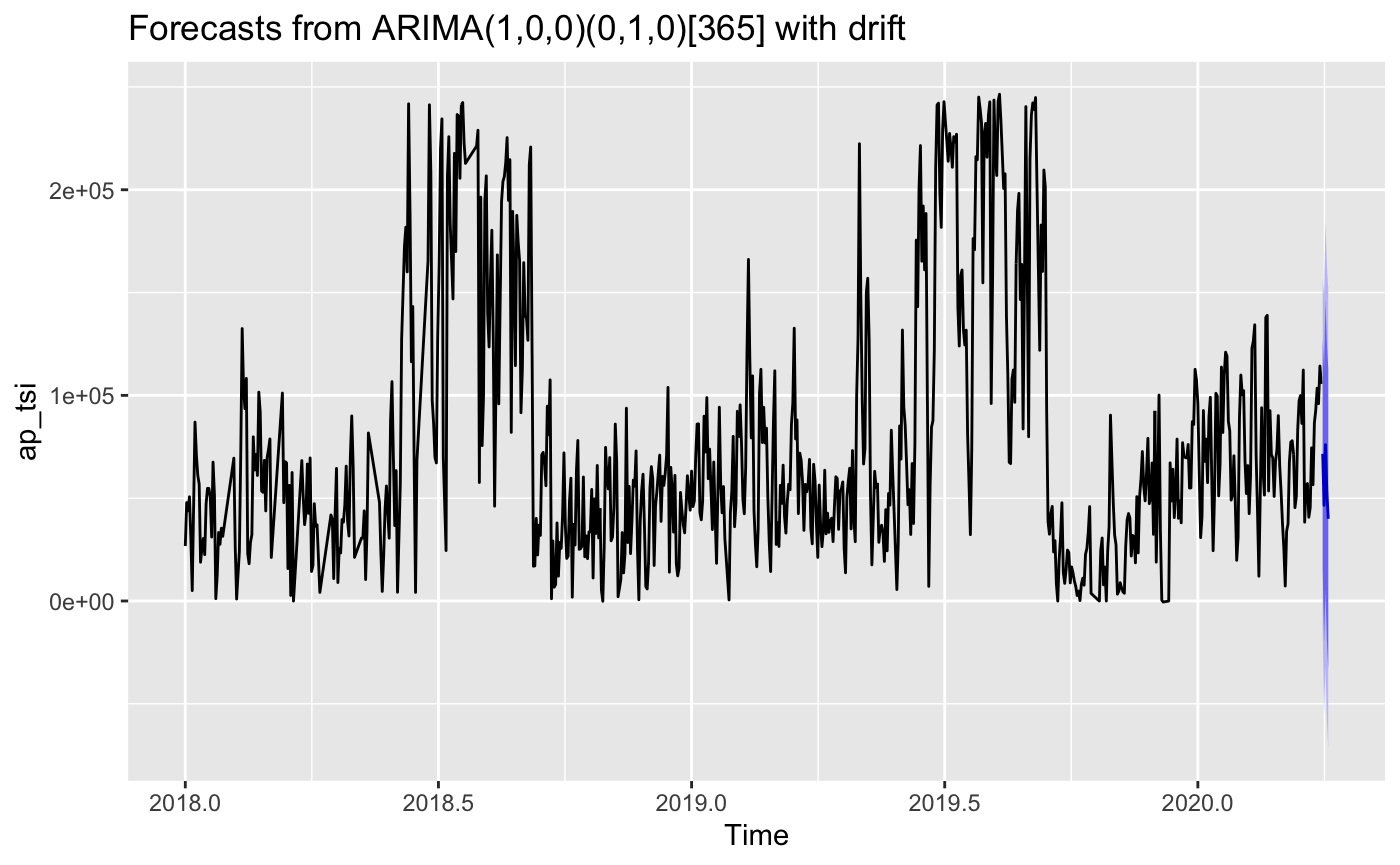 Forecasts from ARIMA(1,0,0)(0,1,0)[365] with drift
ap_tsi
2e+05
1e+05
0e+00
2018.0 2018.5 2019.0 2019.5 2020.0
Time